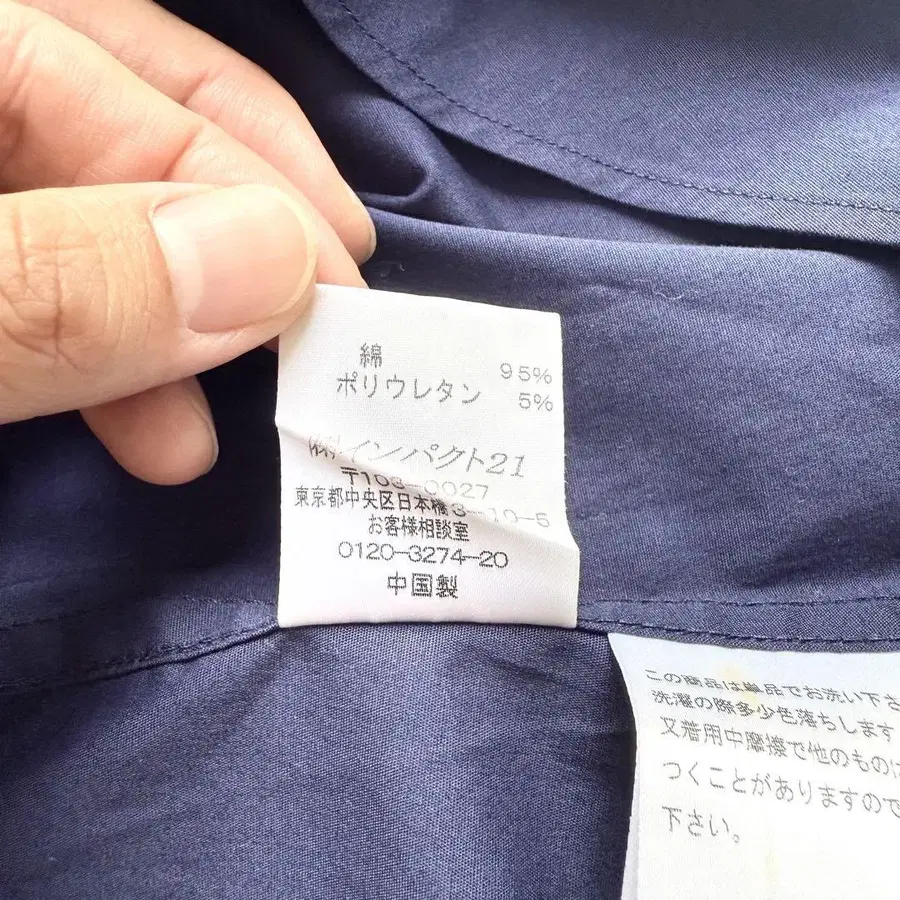 綿 95%
ポリウレタン 5%
㈱インパクト21
〒103-0027
東京都中央区日本橋3-10-5
お客様相談室
0120-3274-20
中国製
この商品は単品でお洗い下さ
洗濯の際多少色落ちします
又着用中摩擦で他のものに
つくことがありますので
下さい。